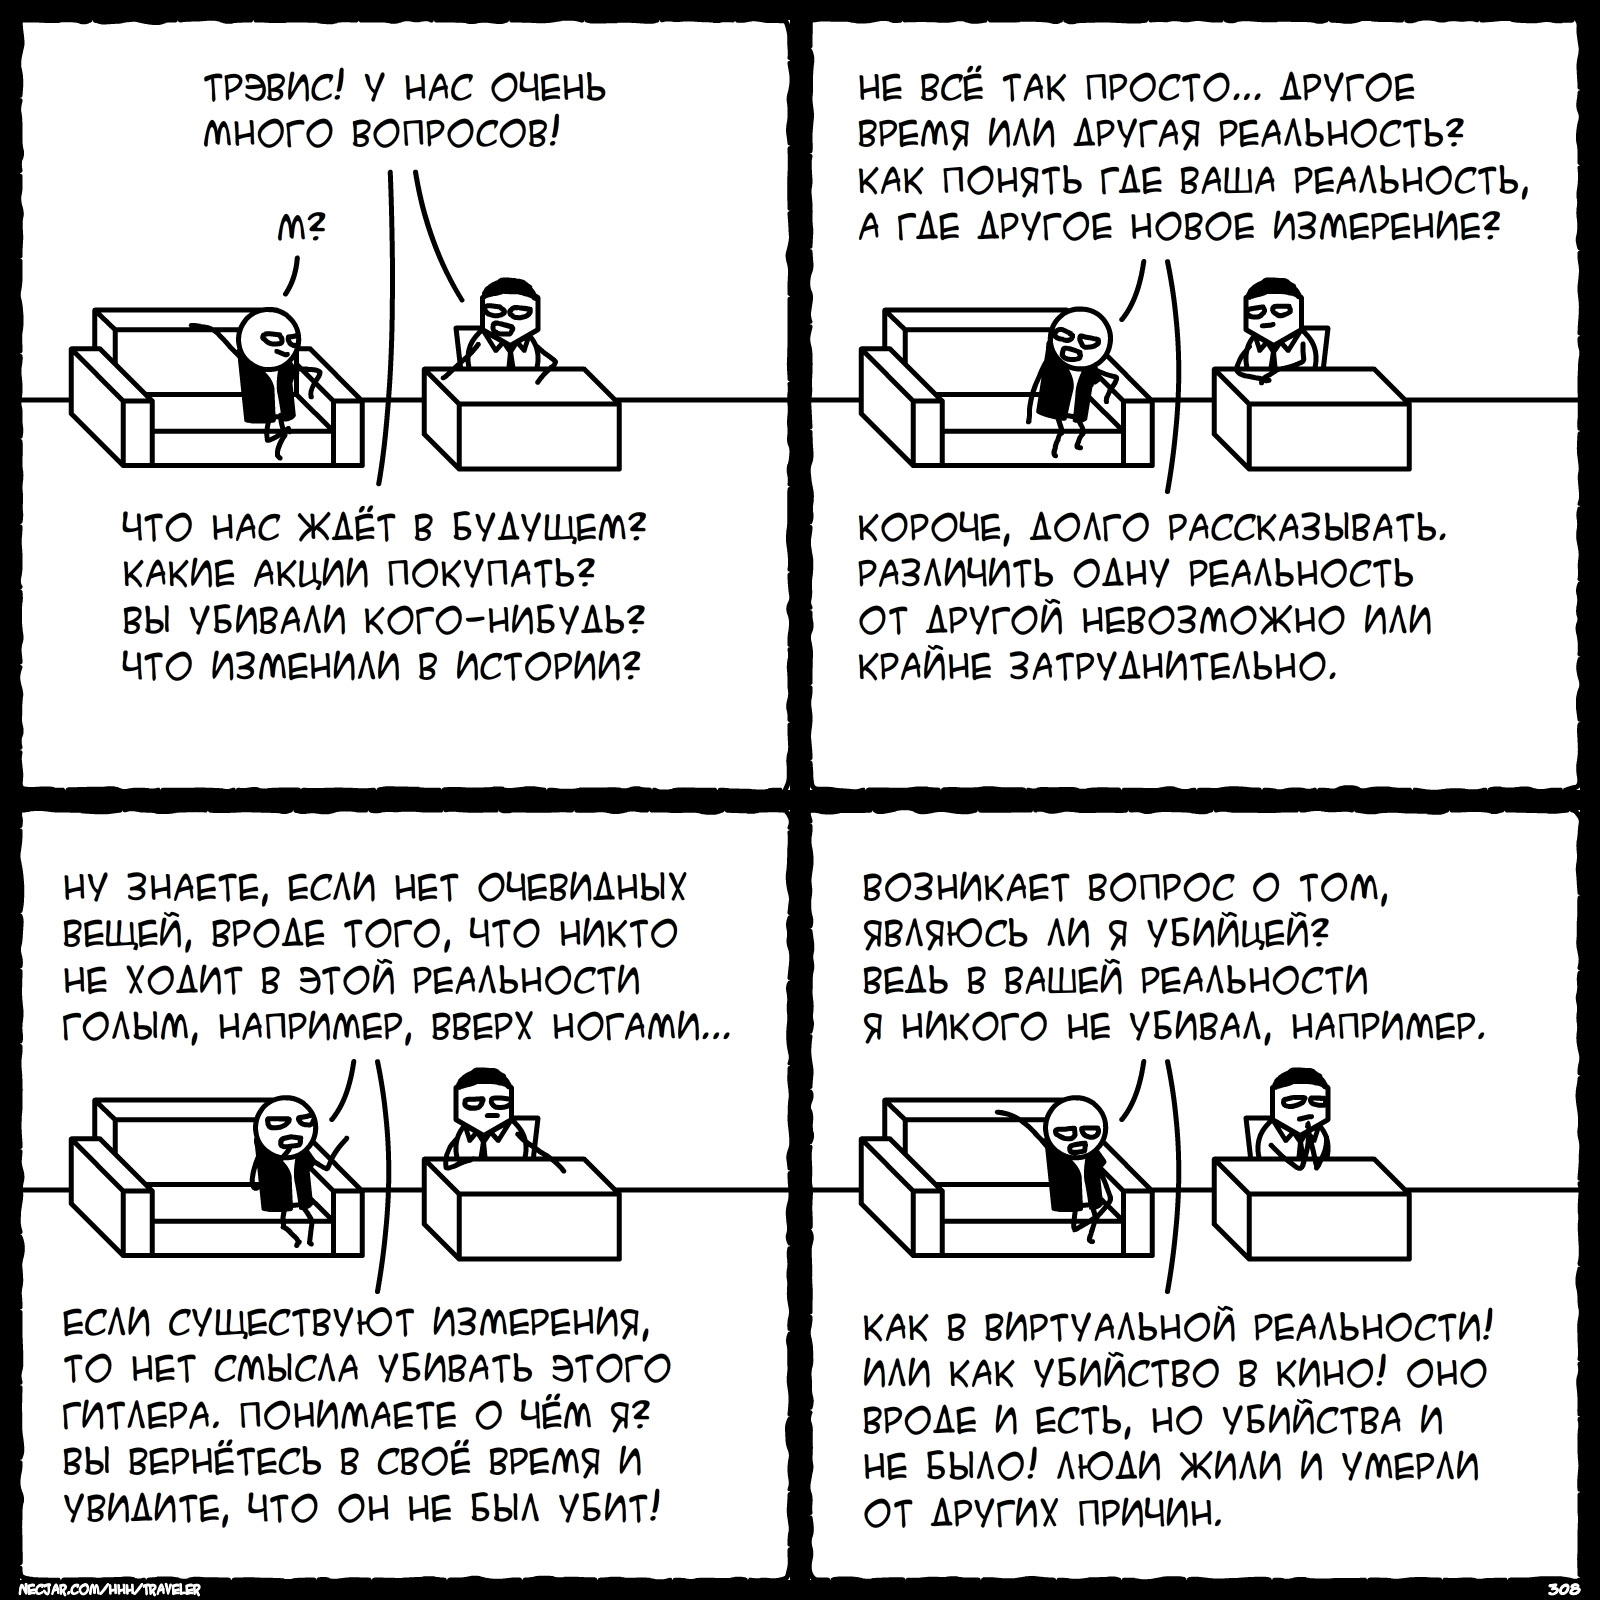 ТРЭВИС! У НАС ОЧЕНЬ
МНОГО ВОПРОСОВ!
М?
ЧТО НАС ЖДЁТ В БУДУЩЕМ?
КАКИЕ АКЦИИ ПОКУПАТЬ?
ВЫ УБИВАЛИ КОГО-НИБУДЬ?
ЧТО ИЗМЕНИЛИ В ИСТОРИИ?
НЕ ВСЁ ТАК ПРОСТО... ДРУГОЕ
ВРЕМЯ ИЛИ ДРУГАЯ РЕАЛЬНОСТЬ?
КАК ПОНЯТЬ ГДЕ ВАША РЕАЛЬНОСТЬ,
А ГДЕ ДРУГОЕ НОВОЕ ИЗМЕРЕНИЕ?
КОРОЧЕ, ДОЛГО РАССКАЗЫВАТЬ.
РАЗЛИЧИТЬ ОДНУ РЕАЛЬНОСТЬ
ОТ ДРУГОЙ НЕВОЗМОЖНО ИЛИ
КРАЙНЕ ЗАТРУДНИТЕЛЬНО.
НУ ЗНАЕТЕ, ЕСЛИ НЕТ ОЧЕВИДНЫХ
ВЕЩЕЙ, ВРОДЕ ТОГО, ЧТО НИКТО
НЕ ХОДИТ В ЭТОЙ РЕАЛЬНОСТИ
ГОЛЫМ, НАПРИМЕР, ВВЕРХ НОГАМИ...
ЕСЛИ СУЩЕСТВУЮТ ИЗМЕРЕНИЯ,
ТО НЕТ СМЫСЛА УБИВАТЬ ЭТОГО
ГИТЛЕРА. ПОНИМАЕТЕ О ЧЁМ Я?
ВЫ ВЕРНЁТЕСЬ В СВОЁ ВРЕМЯ И
УВИДИТЕ, ЧТО ОН НЕ БЫЛ УБИТ!
ВОЗНИКАЕТ ВОПРОС О ТОМ,
ЯВЛЯЮСЬ ЛИ Я УБИЙЦЕЙ?
ВЕДЬ В ВАШЕЙ РЕАЛЬНОСТИ
Я НИКОГО НЕ УБИВАЛ, НАПРИМЕР.
КАК В ВИРТУАЛЬНОЙ РЕАЛЬНОСТИ!
ИЛИ КАК УБИЙСТВО В КИНО! ОНО
ВРОДЕ И ЕСТЬ, НО УБИЙСТВА И
НЕ БЫЛО! ЛЮДИ ЖИЛИ И УМЕРЛИ
ОТ ДРУГИХ ПРИЧИН.
NECJAR.COM/HHH/TRAVELER
308